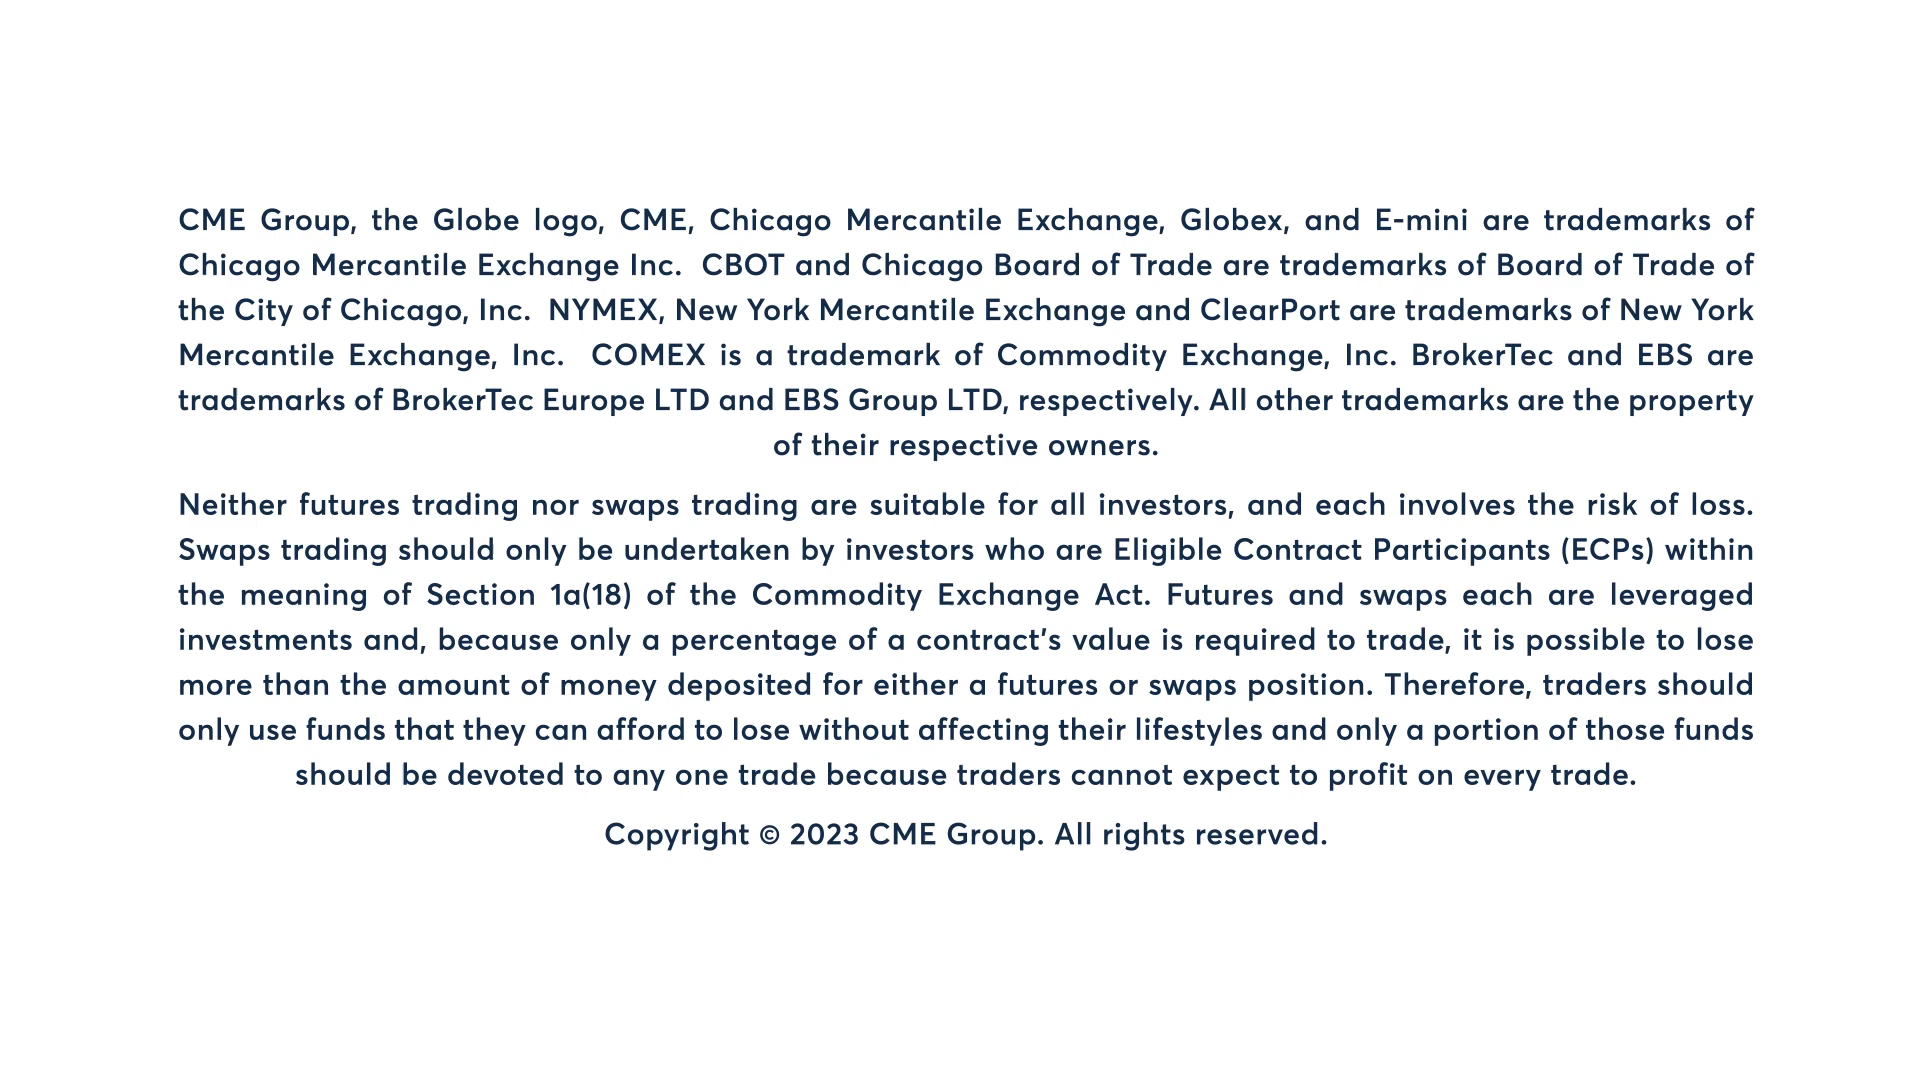 CME Group, the Globe logo, CME, Chicago Mercantile Exchange, Globex, and E-mini are trademarks of
Chicago Mercantile Exchange Inc.  CBOT and Chicago Board of Trade are trademarks of Board of Trade of
the City of Chicago, Inc.  NYMEX, New York Mercantile Exchange and ClearPort are trademarks of New York
Mercantile Exchange, Inc.  COMEX is a trademark of Commodity Exchange, Inc. BrokerTec and EBS are
trademarks of BrokerTec Europe LTD and EBS Group LTD, respectively. All other trademarks are the property
of their respective owners.
Neither futures trading nor swaps trading are suitable for all investors, and each involves the risk of loss.
Swaps trading should only be undertaken by investors who are Eligible Contract Participants (ECPs) within
the meaning of Section 1a(18) of the Commodity Exchange Act. Futures and swaps each are leveraged
investments and, because only a percentage of a contract’s value is required to trade, it is possible to lose
more than the amount of money deposited for either a futures or swaps position. Therefore, traders should
only use funds that they can afford to lose without affecting their lifestyles and only a portion of those funds
should be devoted to any one trade because traders cannot expect to profit on every trade.
Copyright © 2023 CME Group. All rights reserved.